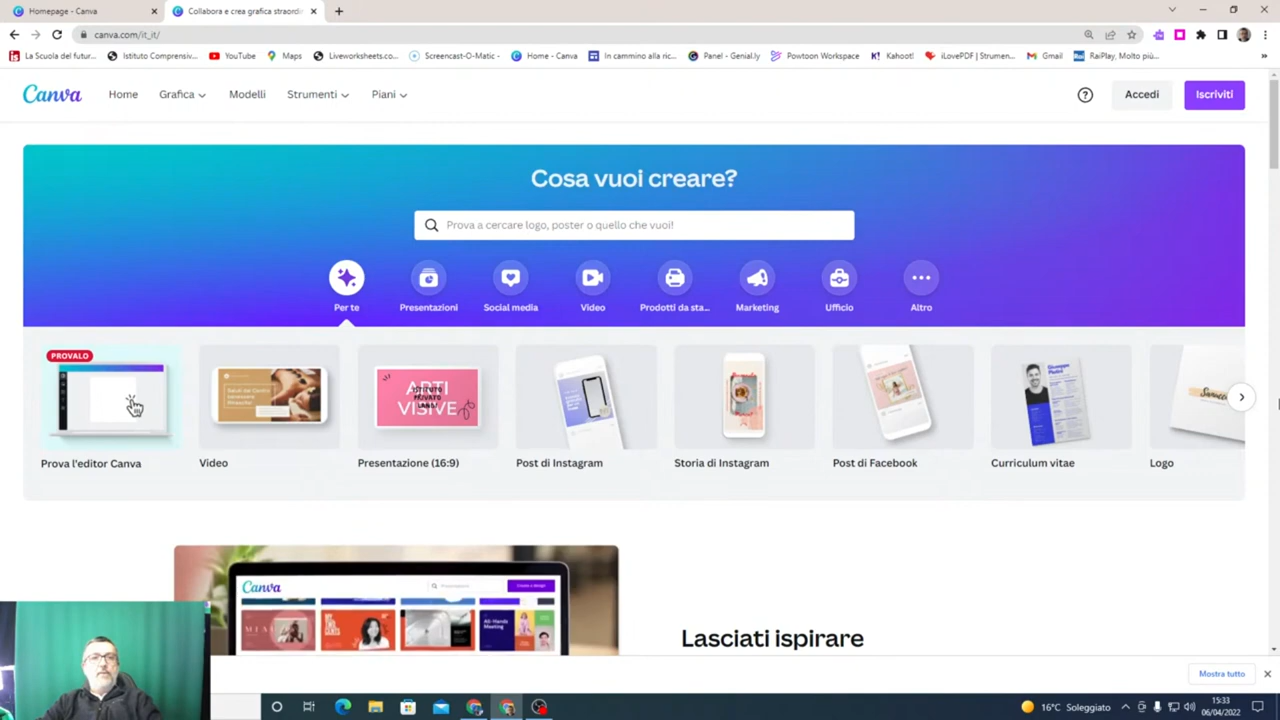 Homepage - Canva
Collabora e crea grafica straordin
canva.com/it_it/
La Scuola del futur...
Istituto Comprensiv...
YouTube
Maps
Liveworksheets.co...
Screencast-O-Matic -
Home - Canva
In cammino alla ric...
Panel - Genial.ly
Powtoon Workspace
Kahoot!
iLovePDF | Strumen...
Gmail
RaiPlay, Molto più...
Canva
Home
Grafica
Modelli
Strumenti
Piani
Accedi
Iscriviti
Cosa vuoi creare?
Prova a cercare logo, poster o quello che vuoi!
Per te
Presentazioni
Social media
Video
Prodotti da sta...
Marketing
Ufficio
Altro
PROVALO
ARTI
VISIVE
Prova l'editor Canva
Video
Presentazione (16:9)
Post di Instagram
Storia di Instagram
Post di Facebook
Curriculum vitae
Logo
Canva
Lasciati ispirare
Mostra tutto
16°C Soleggiato
15:33
06/04/2022